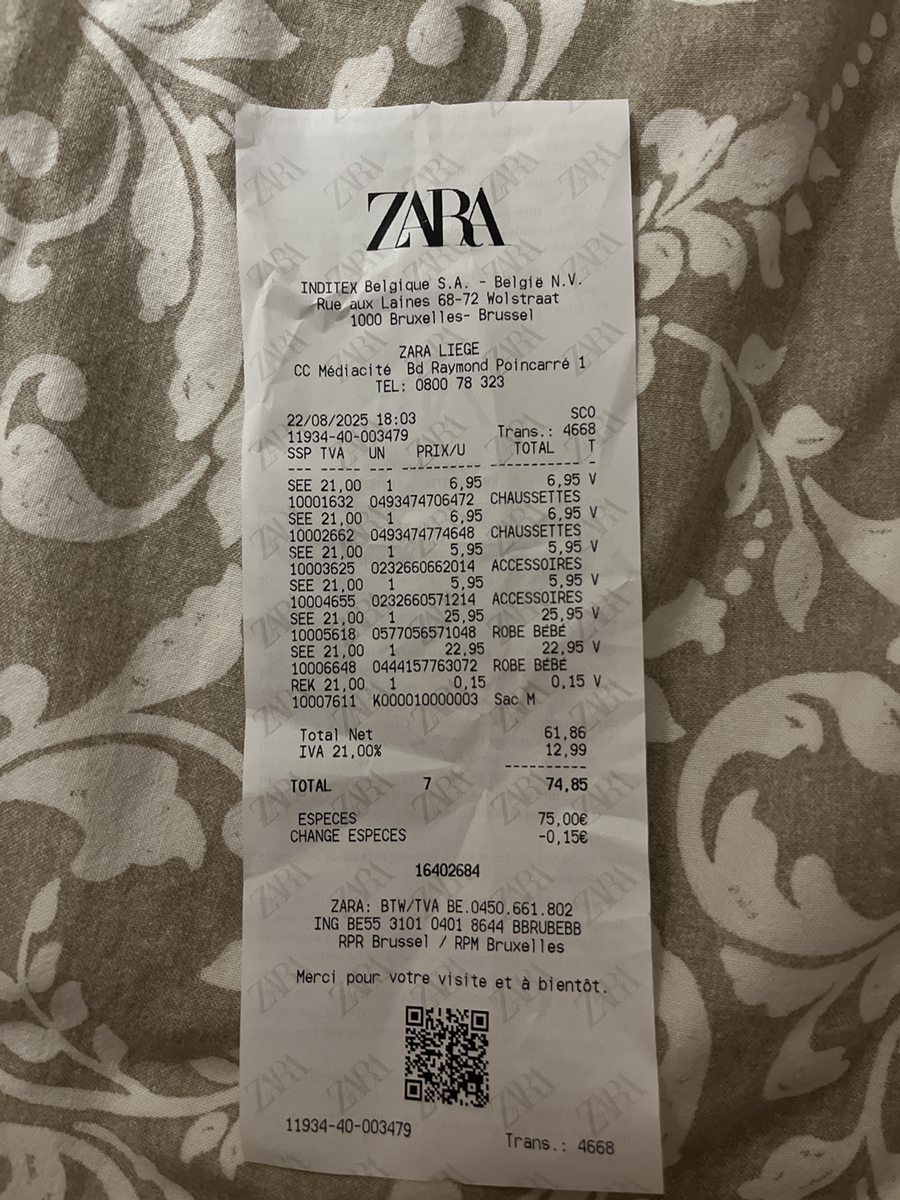 ZARA
INDITEX Belgique S.A. - België N.V.
Rue aux Laines 68-72 Wolstraat
1000 Bruxelles- Brussel
ZARA LIEGE
CC Médiacité Bd Raymond Poincarré 1
TEL: 0800 78 323
22/08/2025 18:03 SCO
11934-40-003479 Trans.: 4668
SSP TVA UN PRIX/U TOTAL T
--- ----- --- ---------- ------------ -
SEE 21,00 1 6,95 6,95 V
10001632 0493474706472 CHAUSSETTES
SEE 21,00 1 6,95 6,95 V
10002662 0493474774648 CHAUSSETTES
SEE 21,00 1 5,95 5,95 V
10003625 0232660662014 ACCESSOIRES
SEE 21,00 1 5,95 5,95 V
10004655 0232660571214 ACCESSOIRES
SEE 21,00 1 25,95 25,95 V
10005618 0577056571048 ROBE BÉBÉ
SEE 21,00 1 22,95 22,95 V
10006648 0444157763072 ROBE BÉBÉ
REK 21,00 1 0,15 0,15 V
10007611 K000010000003 Sac M
Total Net 61,86
IVA 21,00% 12,99
----------
TOTAL 7 74,85
ESPECES 75,00€
CHANGE ESPECES -0,15€
16402684
ZARA: BTW/TVA BE.0450.661.802
ING BE55 3101 0401 8644 BBRUBEBB
RPR Brussel / RPM Bruxelles
Merci pour votre visite et à bientôt.
11934-40-003479 Trans.: 4668